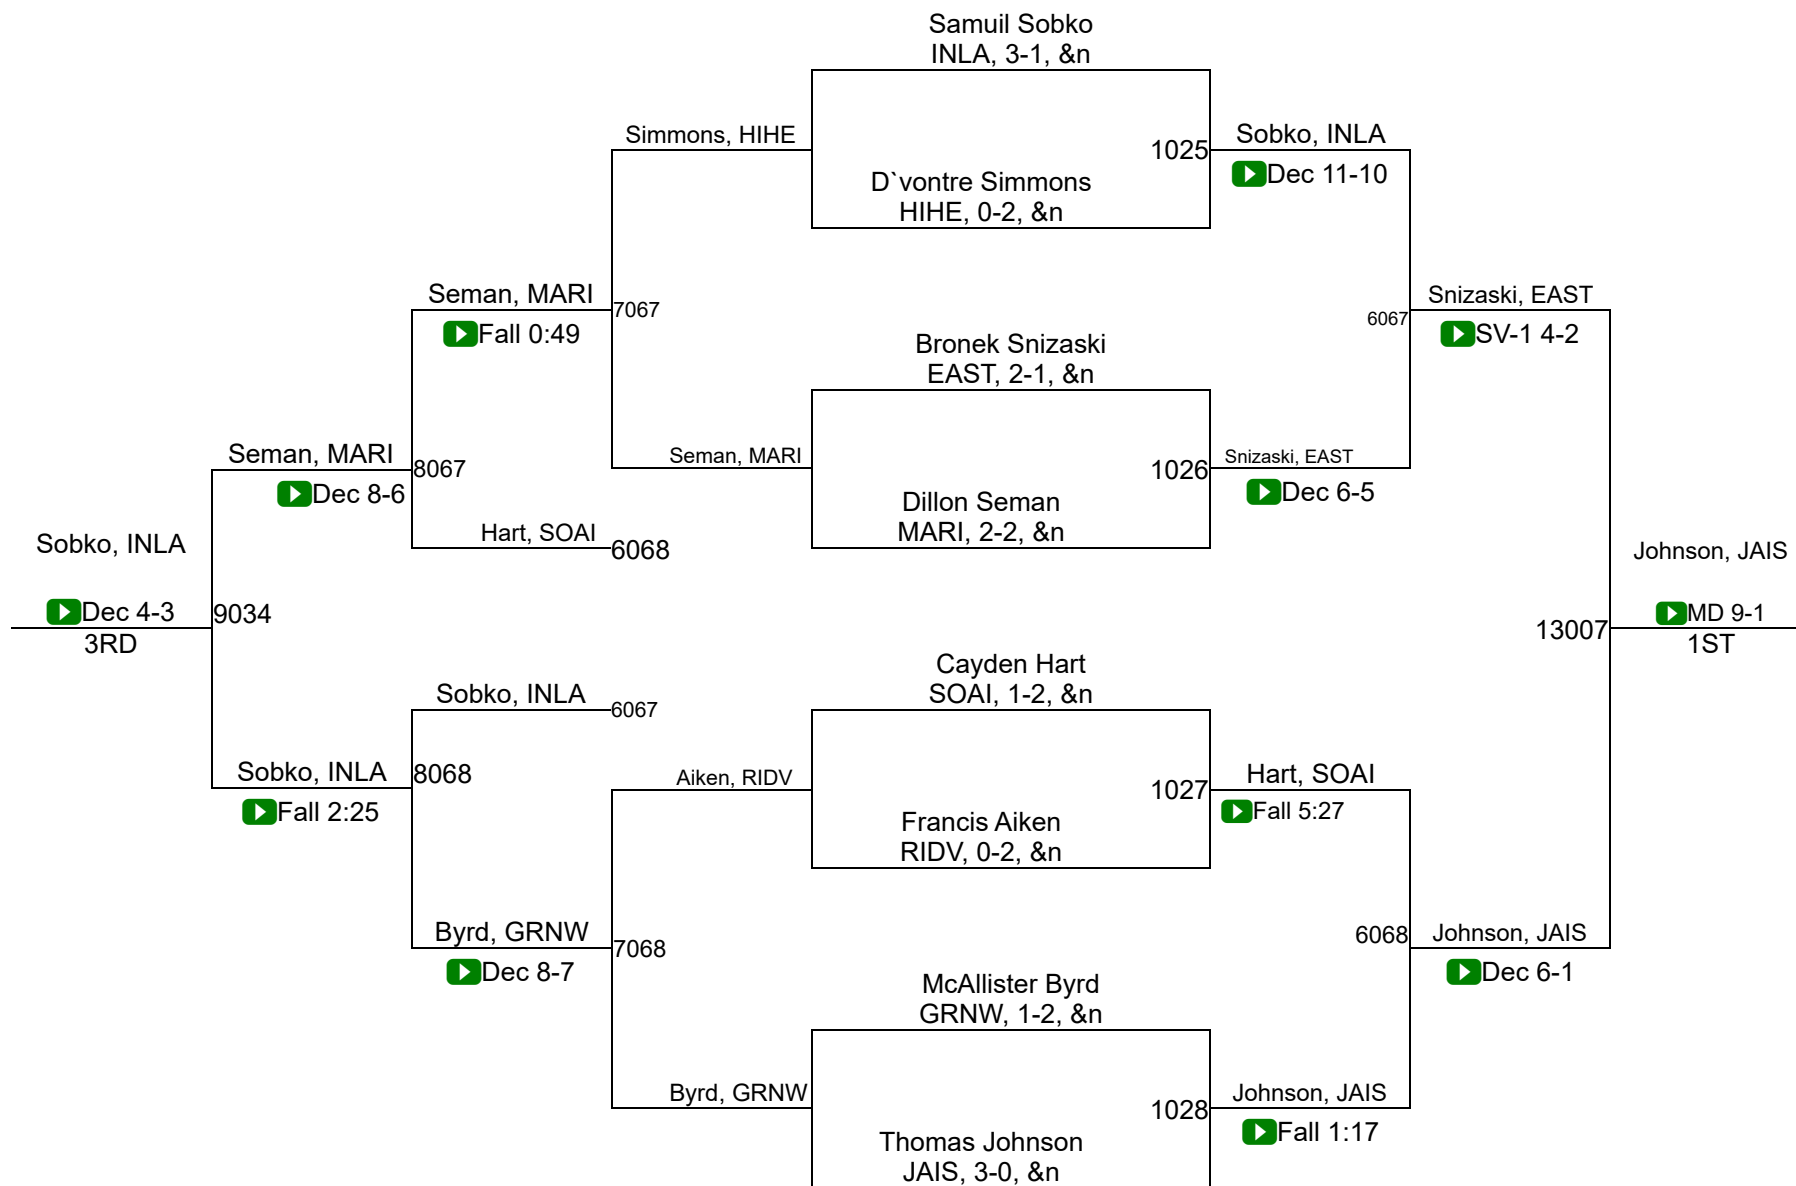 Samuil Sobko
INLA, 3-1, &n
Simmons, HIHE
1025
Sobko, INLA
Dec 11-10
D`vontre Simmons
HIHE, 0-2, &n
Seman, MARI
Fall 0:49
7067
6067
Snizaski, EAST
SV-1 4-2
Bronek Snizaski
EAST, 2-1, &n
Seman, MARI
Dec 8-6
8067
Seman, MARI
1026
Snizaski, EAST
Dec 6-5
Dillon Seman
MARI, 2-2, &n
Hart, SOAI
6068
Sobko, INLA
Dec 4-3
3RD
9034
Johnson, JAIS
13007
MD 9-1
1ST
Cayden Hart
SOAI, 1-2, &n
Sobko, INLA
6067
Sobko, INLA
Fall 2:25
8068
Aiken, RIDV
1027
Hart, SOAI
Fall 5:27
Francis Aiken
RIDV, 0-2, &n
Byrd, GRNW
Dec 8-7
7068
6068
Johnson, JAIS
Dec 6-1
McAllister Byrd
GRNW, 1-2, &n
Byrd, GRNW
1028
Johnson, JAIS
Fall 1:17
Thomas Johnson
JAIS, 3-0, &n